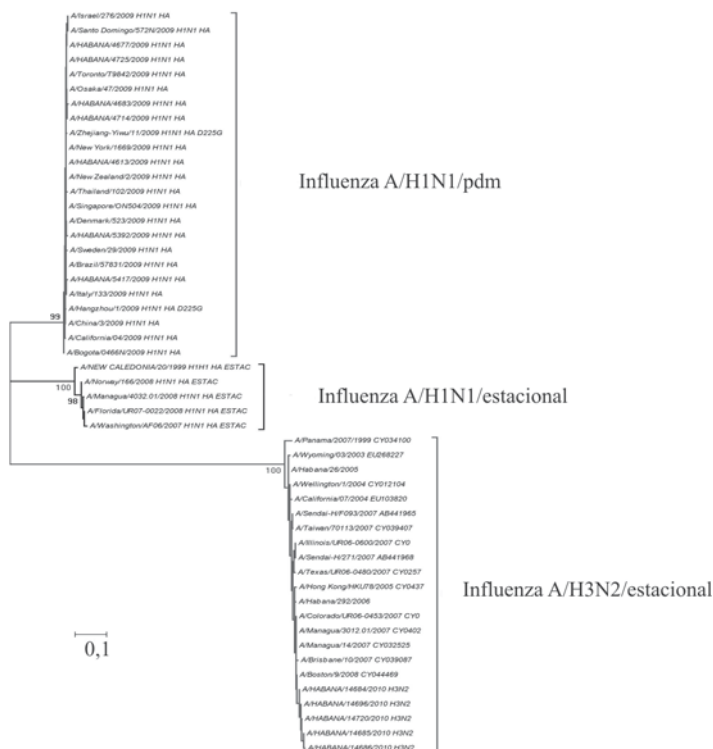 A/Israel/276/2009 H1N1 HA
A/Santo Domingo/572N/2009 H1N1 HA
A/HABANA/4677/2009 H1N1 HA
A/HABANA/4725/2009 H1N1 HA
A/Toronto/T9842/2009 H1N1 HA
A/Osaka/47/2009 H1N1 HA
A/HABANA/4683/2009 H1N1 HA
A/HABANA/4714/2009 H1N1 HA
A/Zhejiang-Yiwu/11/2009 H1N1 HA D225G
A/New York/1669/2009 H1N1 HA
A/HABANA/4613/2009 H1N1 HA
A/New Zealand/2/2009 H1N1 HA
Influenza A/H1N1/pdm
A/Thailand/102/2009 H1N1 HA
A/Singapore/ON504/2009 H1N1 HA
A/Denmark/523/2009 H1N1 HA
A/HABANA/5392/2009 H1N1 HA
A/Sweden/29/2009 H1N1 HA
A/Brazil/57831/2009 H1N1 HA
A/HABANA/5417/2009 H1N1 HA
A/Italy/133/2009 H1N1 HA
A/Hangzhou/1/2009 H1N1 HA D225G
99
A/China/3/2009 H1N1 HA
A/California/04/2009 H1N1 HA
A/Bogota/0466N/2009 H1N1 HA
A/NEW CALEDONIA/20/1999 H1H1 HA ESTAC
A/Norway/166/2008 H1N1 HA ESTAC
100
A/Managua/4032.01/2008 H1N1 HA ESTAC
Influenza A/H1N1/estacional
98
A/Florida/UR07-0022/2008 H1N1 HA ESTAC
A/Washington/AF06/2007 H1N1 HA ESTAC
A/Panama/2007/1999 CY034100
A/Wyoming/03/2003 EU268227
100
A/Habana/26/2005
A/Wellington/1/2004 CY012104
A/California/07/2004 EU103820
A/Sendai-H/F093/2007 AB441965
A/Taiwan/70113/2007 CY039407
A/Illinois/UR06-0600/2007 CY0
A/Sendai-H/271/2007 AB441968
A/Texas/UR06-0480/2007 CY0257
A/Hong Kong/HKU78/2005 CY0437
Influenza A/H3N2/estacional
A/Habana/292/2006
A/Colorado/UR06-0453/2007 CY0
A/Managua/3012.01/2007 CY0402
A/Managua/14/2007 CY032525
0,1
A/Brisbane/10/2007 CY039087
A/Boston/9/2008 CY044469
A/HABANA/14684/2010 H3N2
A/HABANA/14696/2010 H3N2
A/HABANA/14720/2010 H3N2
A/HABANA/14685/2010 H3N2
A/HABANA/14686/2010 H3N2